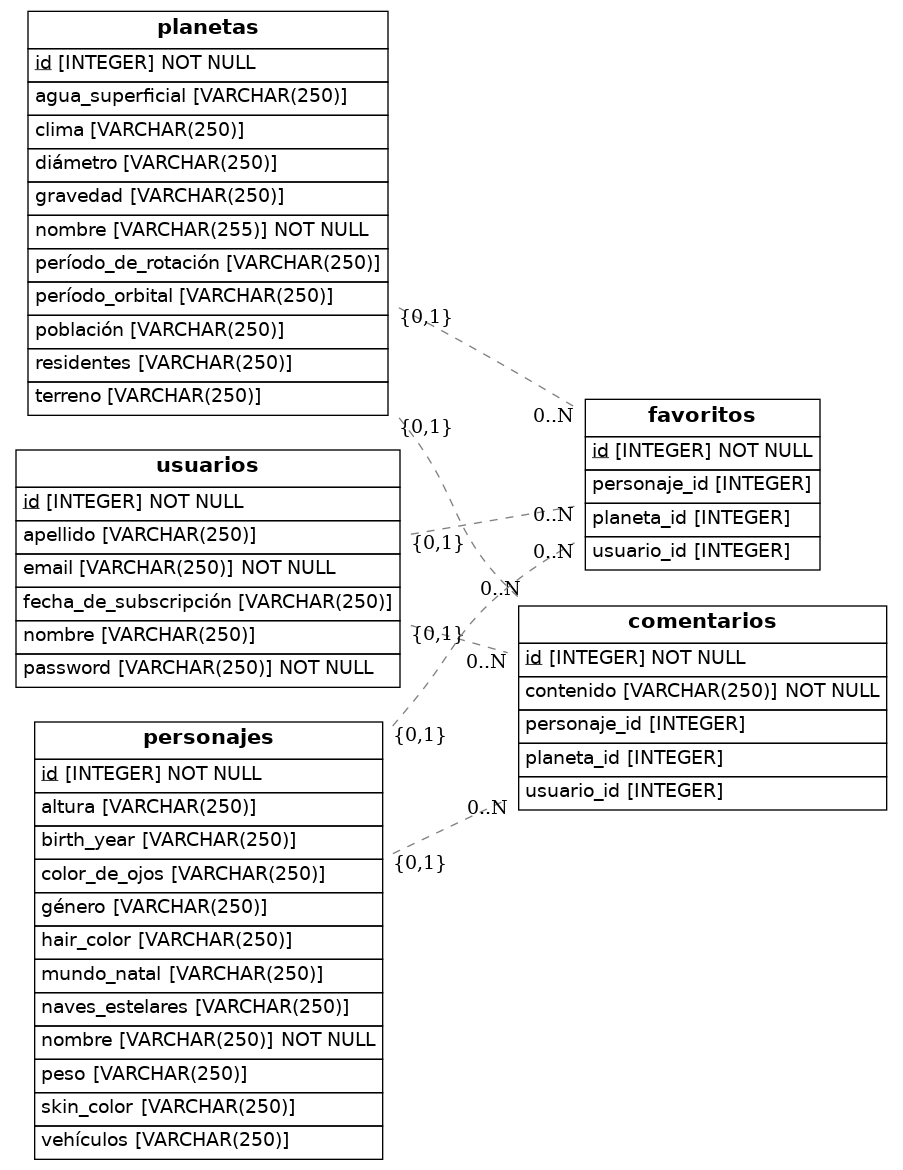 planetas
id [INTEGER] NOT NULL
agua_superficial [VARCHAR(250)]
clima [VARCHAR(250)]
diámetro [VARCHAR(250)]
gravedad [VARCHAR(250)]
nombre [VARCHAR(255)] NOT NULL
período_de_rotación [VARCHAR(250)]
período_orbital [VARCHAR(250)]
población [VARCHAR(250)]
residentes [VARCHAR(250)]
terreno [VARCHAR(250)]
{0,1}
0..N
{0,1}
0..N
usuarios
id [INTEGER] NOT NULL
apellido [VARCHAR(250)]
email [VARCHAR(250)] NOT NULL
fecha_de_subscripción [VARCHAR(250)]
nombre [VARCHAR(250)]
password [VARCHAR(250)] NOT NULL
{0,1}
0..N
{0,1}
0..N
personajes
id [INTEGER] NOT NULL
altura [VARCHAR(250)]
birth_year [VARCHAR(250)]
color_de_ojos [VARCHAR(250)]
género [VARCHAR(250)]
hair_color [VARCHAR(250)]
mundo_natal [VARCHAR(250)]
naves_estelares [VARCHAR(250)]
nombre [VARCHAR(250)] NOT NULL
peso [VARCHAR(250)]
skin_color [VARCHAR(250)]
vehículos [VARCHAR(250)]
{0,1}
0..N
{0,1}
0..N
favoritos
id [INTEGER] NOT NULL
personaje_id [INTEGER]
planeta_id [INTEGER]
usuario_id [INTEGER]
comentarios
id [INTEGER] NOT NULL
contenido [VARCHAR(250)] NOT NULL
personaje_id [INTEGER]
planeta_id [INTEGER]
usuario_id [INTEGER]